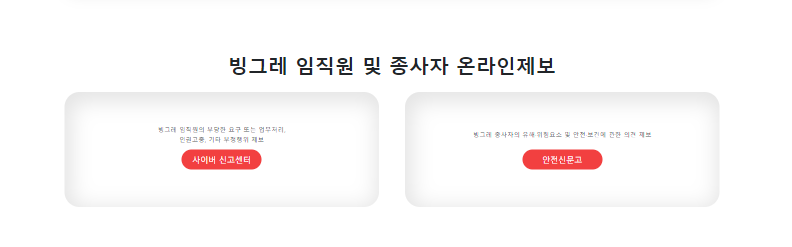 빙그레 임직원 및 종사자 온라인제보
빙그레 임직원의 부당한 요구 또는 업무처리,
인권고충, 기타 부정행위 제보
사이버 신고센터
빙그레 종사자의 유해·위험요소 및 안전·보건에 관한 의견 제보
안전신문고